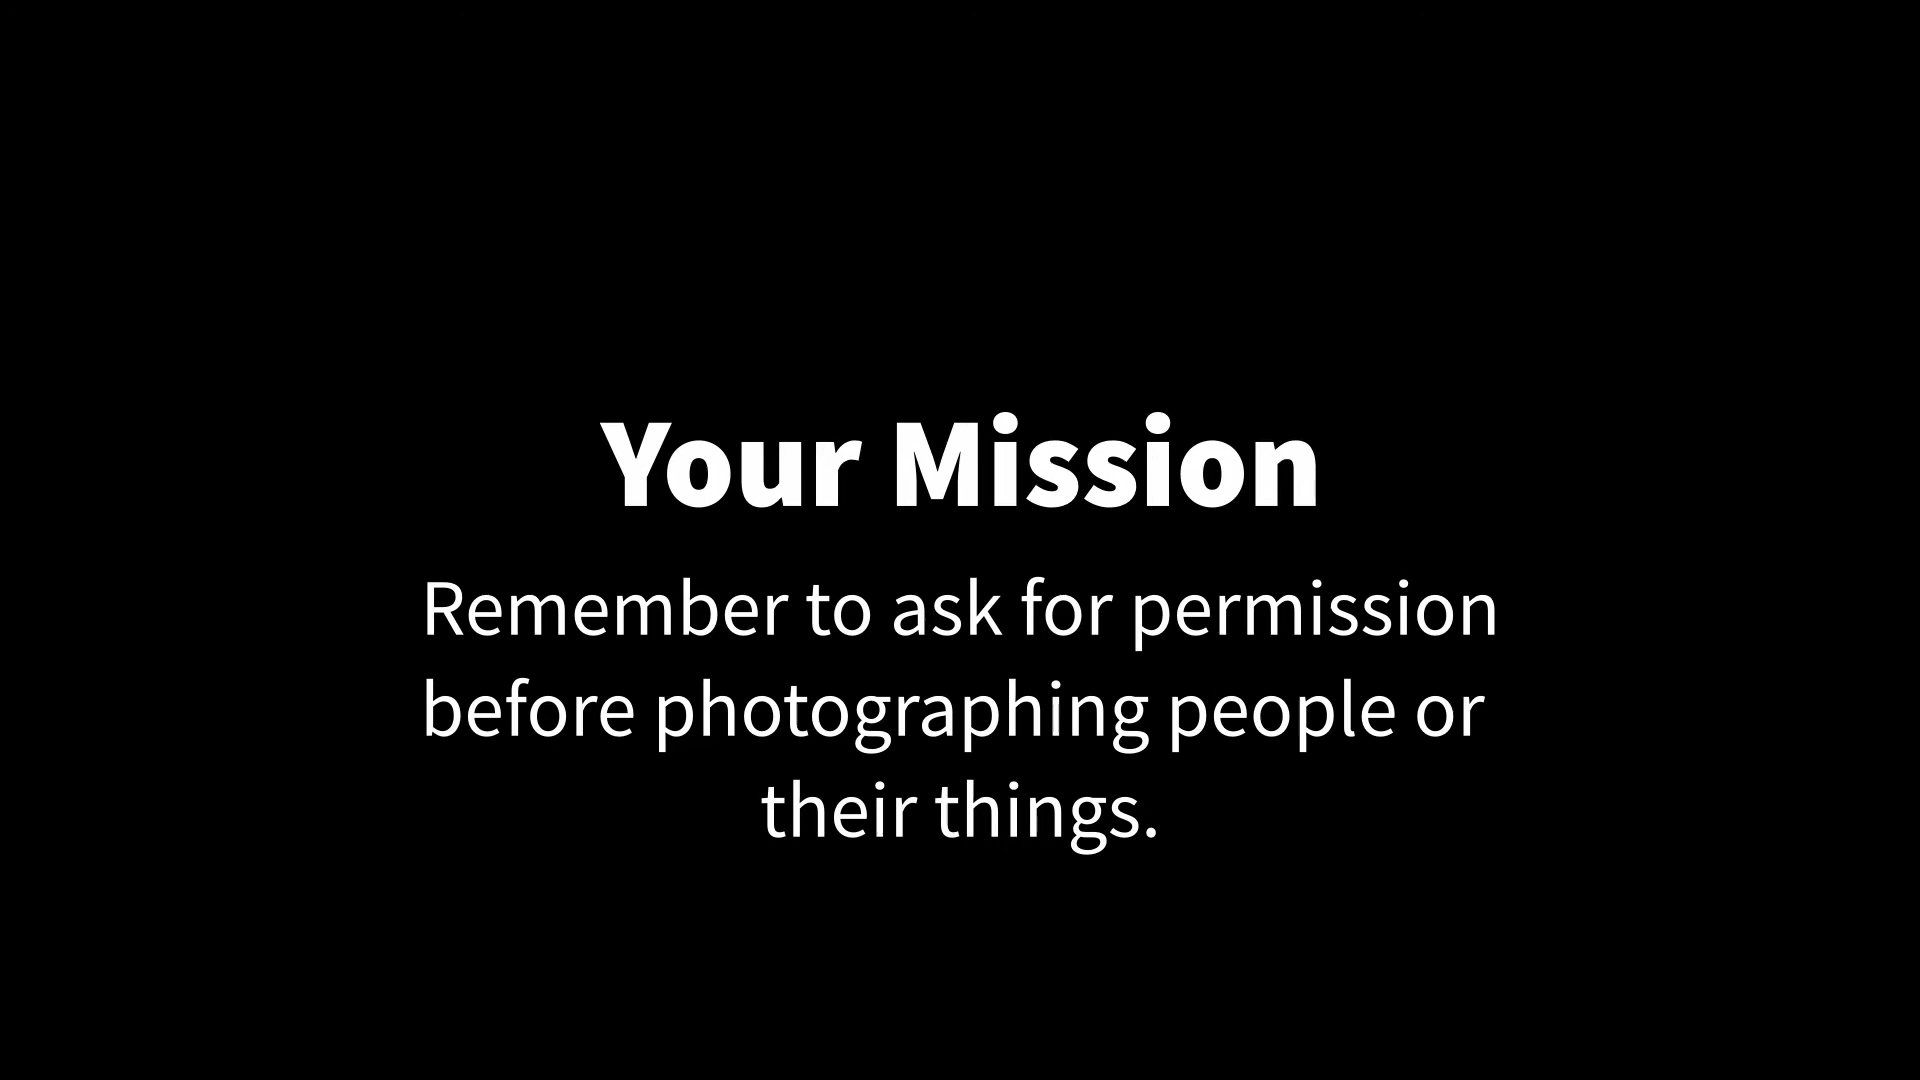 Your Mission
Remember to ask for permission
before photographing people or
their things.